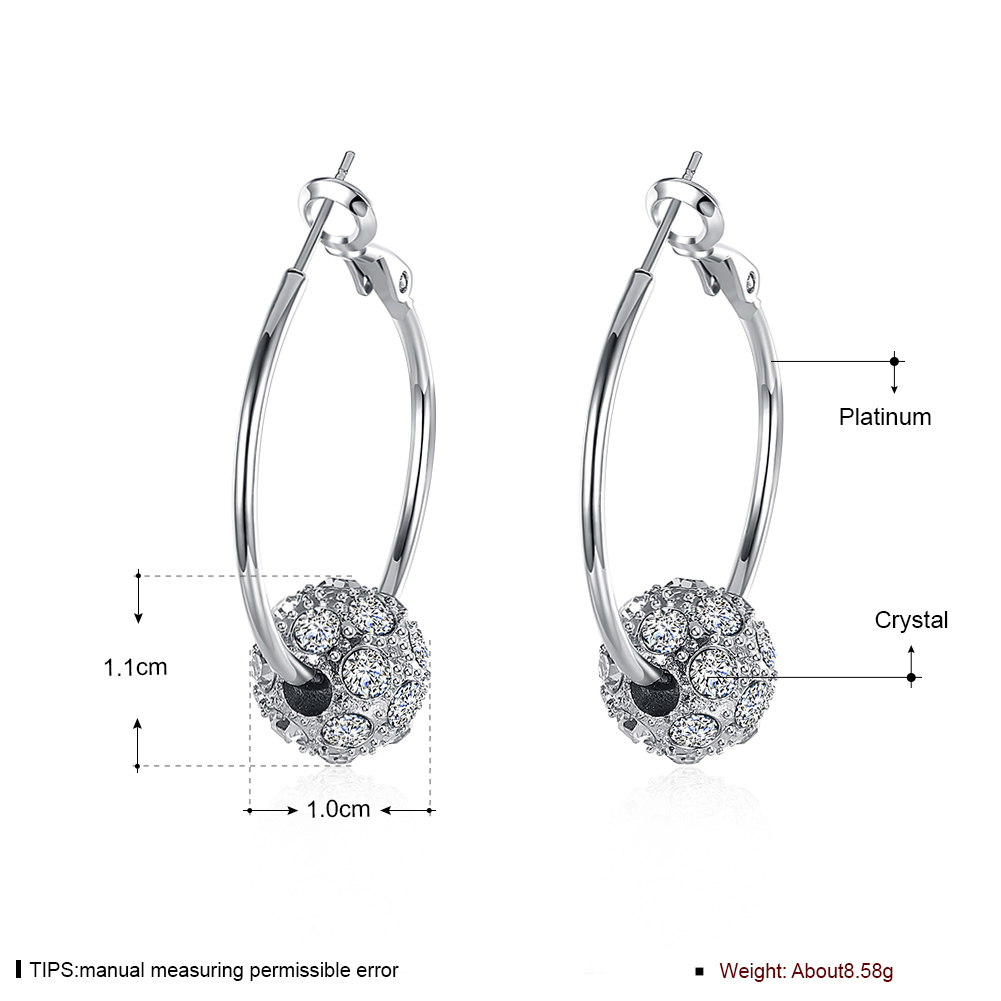 Platinum
Crystal
1.1cm
1.0cm
TIPS:manual measuring permissible error
Weight: About8.58g